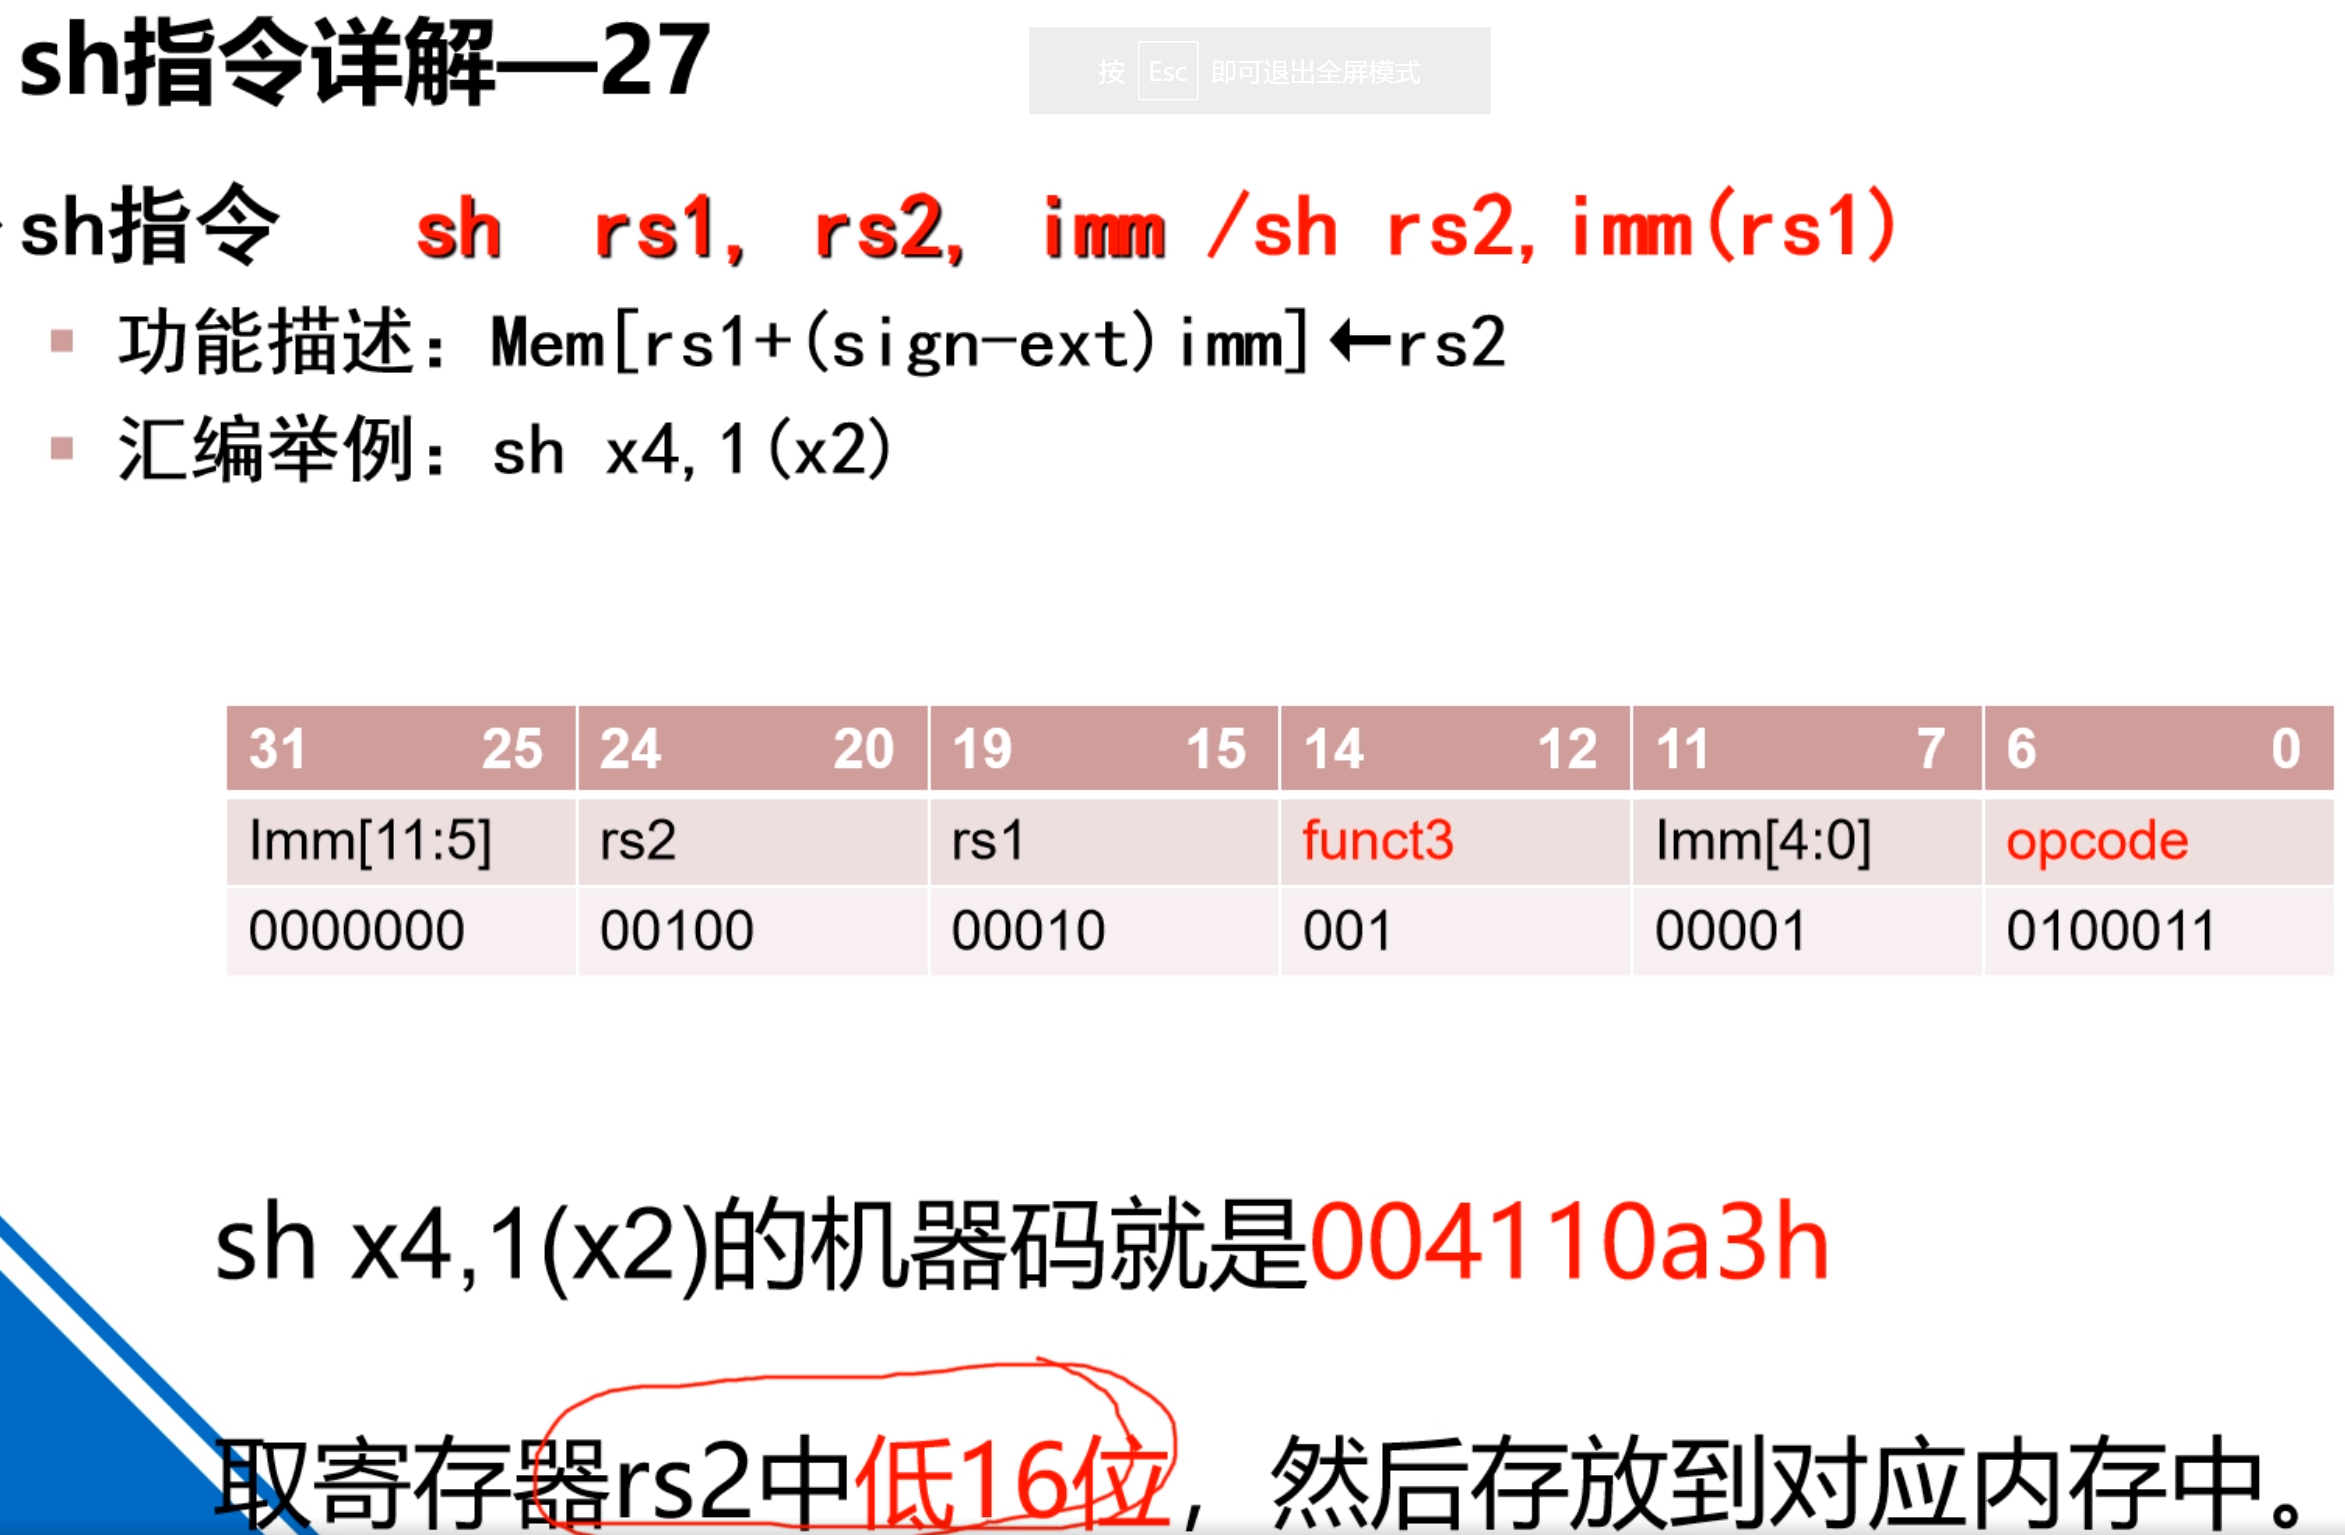 sh指令详解—27
按 Esc 即可退出全屏模式
sh指令 sh rs1, rs2, imm /sh rs2,imm(rs1)
功能描述：Mem[rs1+(sign-ext)imm]←rs2
汇编举例：sh x4,1(x2)
31 25 24 20 19 15 14 12 11 7 6 0
Imm[11:5] rs2 rs1 funct3 Imm[4:0] opcode
0000000 00100 00010 001 00001 0100011
sh x4,1(x2)的机器码就是004110a3h
取寄存器rs2中低16位，然后存放到对应内存中。